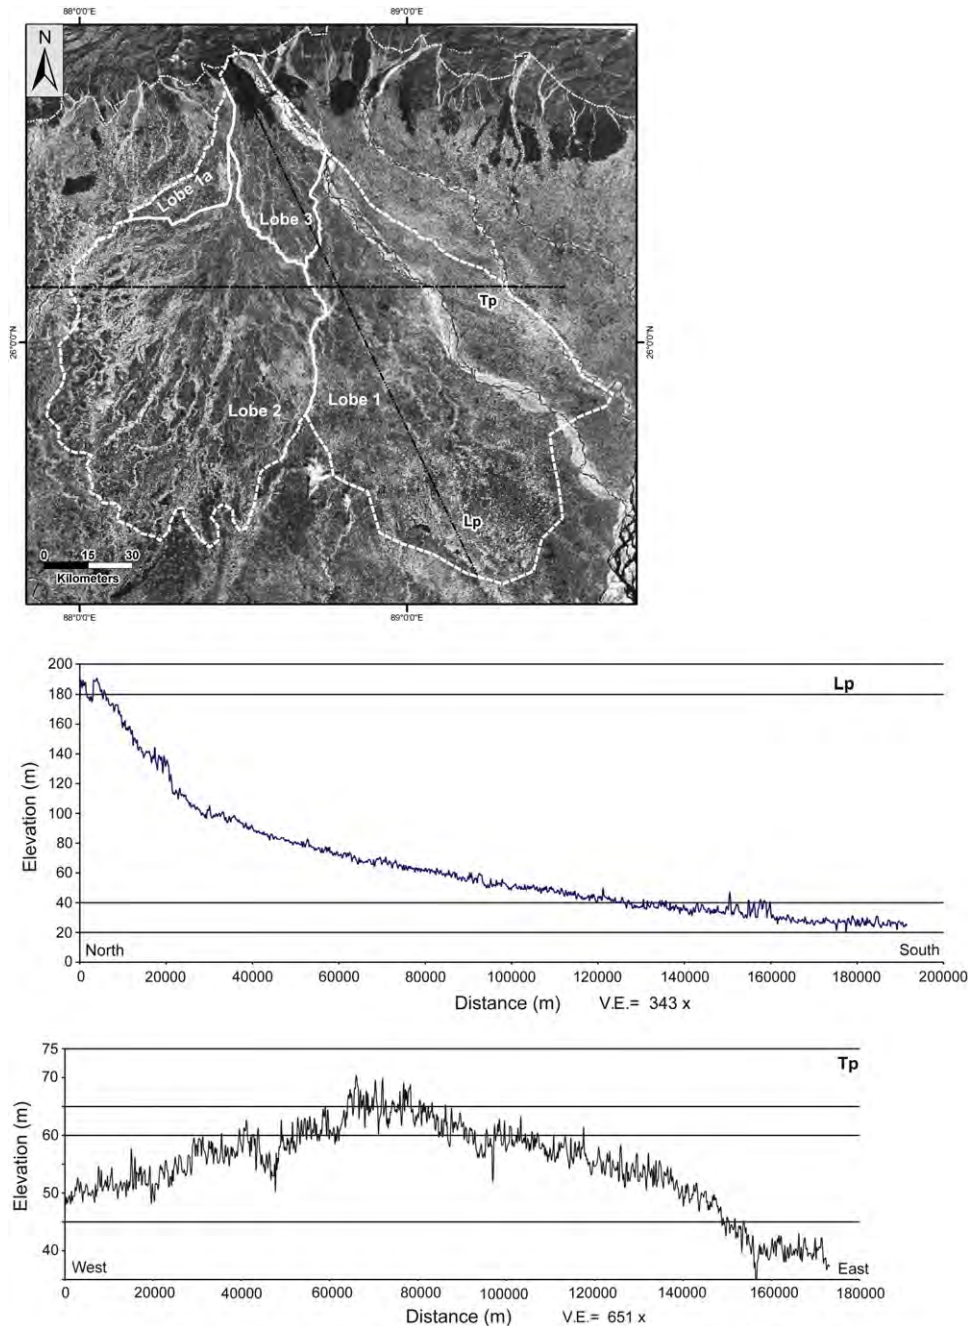 88°0'0"E 89°0'0"E
N
Lobe 1a
Lobe 3
Tp
26°0'0"N 26°0'0"N
Lobe 2 Lobe 1
Lp
0 15 30
Kilometers
88°0'0"E 89°0'0"E
200
Lp
180
160
140
120
100
80
60
40
20
0
Elevation (m)
North South
0 20000 40000 60000 80000 100000 120000 140000 160000 180000 200000
Distance (m) V.E.= 343 x
75
Tp
70
60
50
40
Elevation (m)
West East
0 20000 40000 60000 80000 100000 120000 140000 160000 180000
Distance (m) V.E.= 651 x